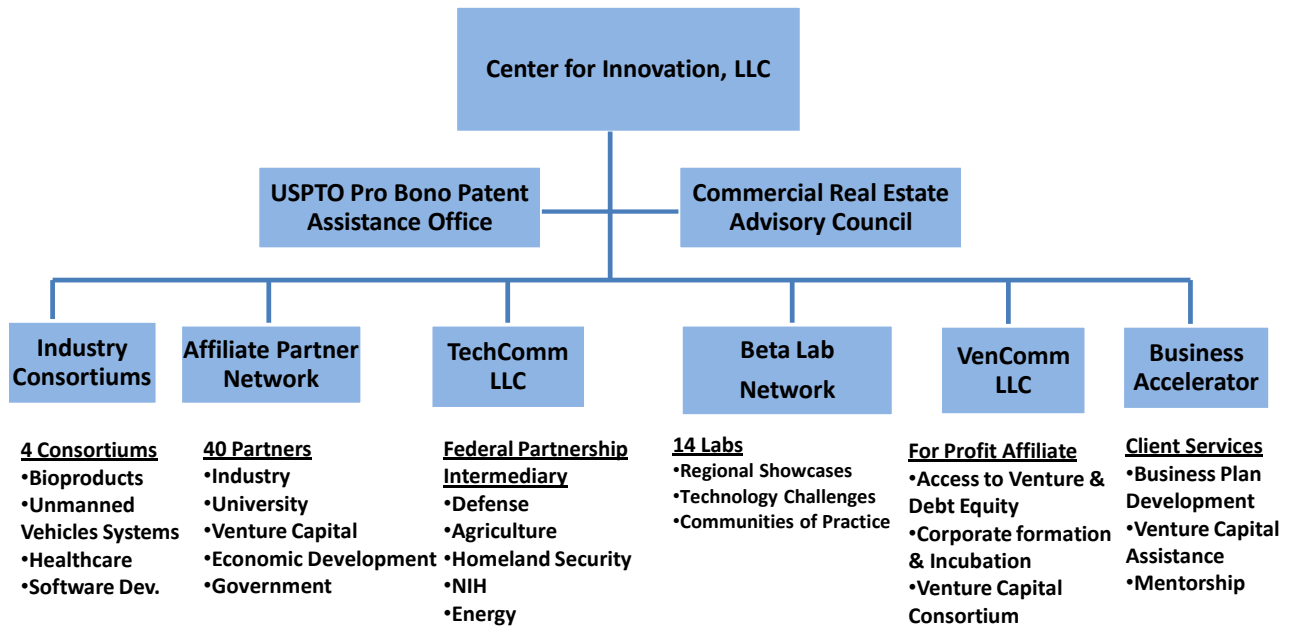 Center for Innovation, LLC
USPTO Pro Bono Patent
Assistance Office
Commercial Real Estate
Advisory Council
Industry
Consortiums
Affiliate Partner
Network
TechComm
LLC
Beta Lab
Network
VenComm
LLC
Business
Accelerator
4 Consortiums
•Bioproducts
•Unmanned
Vehicles Systems
•Healthcare
•Software Dev.
40 Partners
•Industry
•University
•Venture Capital
•Economic Development
•Government
Federal Partnership
Intermediary
•Defense
•Agriculture
•Homeland Security
•NIH
•Energy
14 Labs
•Regional Showcases
•Technology Challenges
•Communities of Practice
For Profit Affiliate
•Access to Venture &
Debt Equity
•Corporate formation
& Incubation
•Venture Capital
Consortium
Client Services
•Business Plan
Development
•Venture Capital
Assistance
•Mentorship